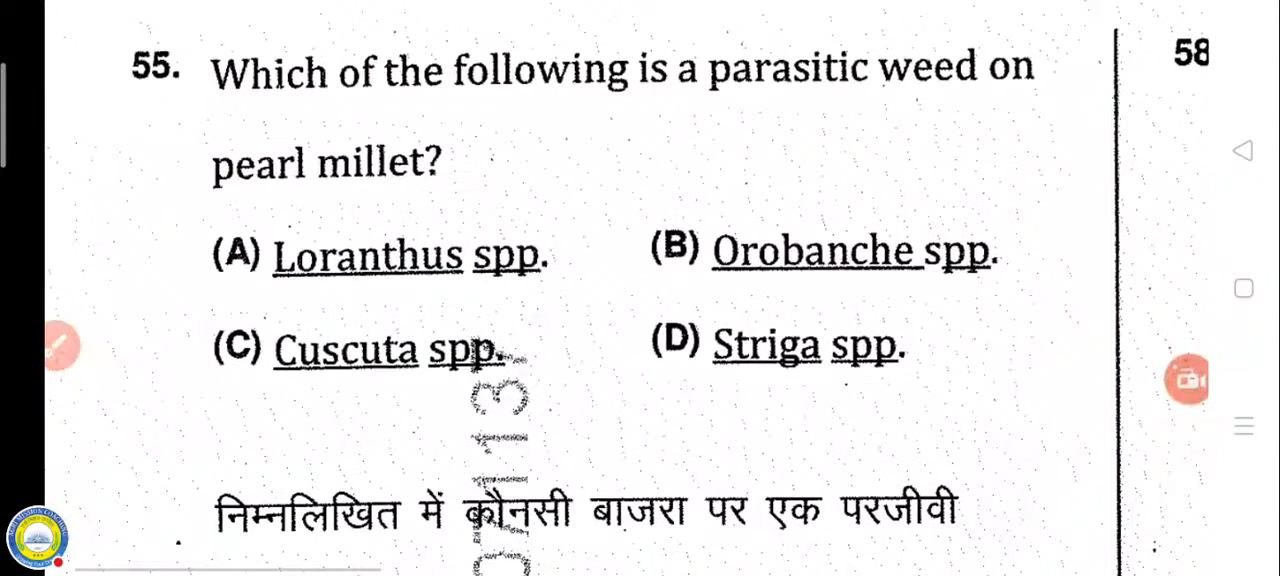 55. Which of the following is a parasitic weed on
pearl millet?
(A) Loranthus spp.
(B) Orobanche spp.
(C) Cuscuta spp.
(D) Striga spp.
निम्नलिखित में कौनसी बाजरा पर एक परजीवी
58